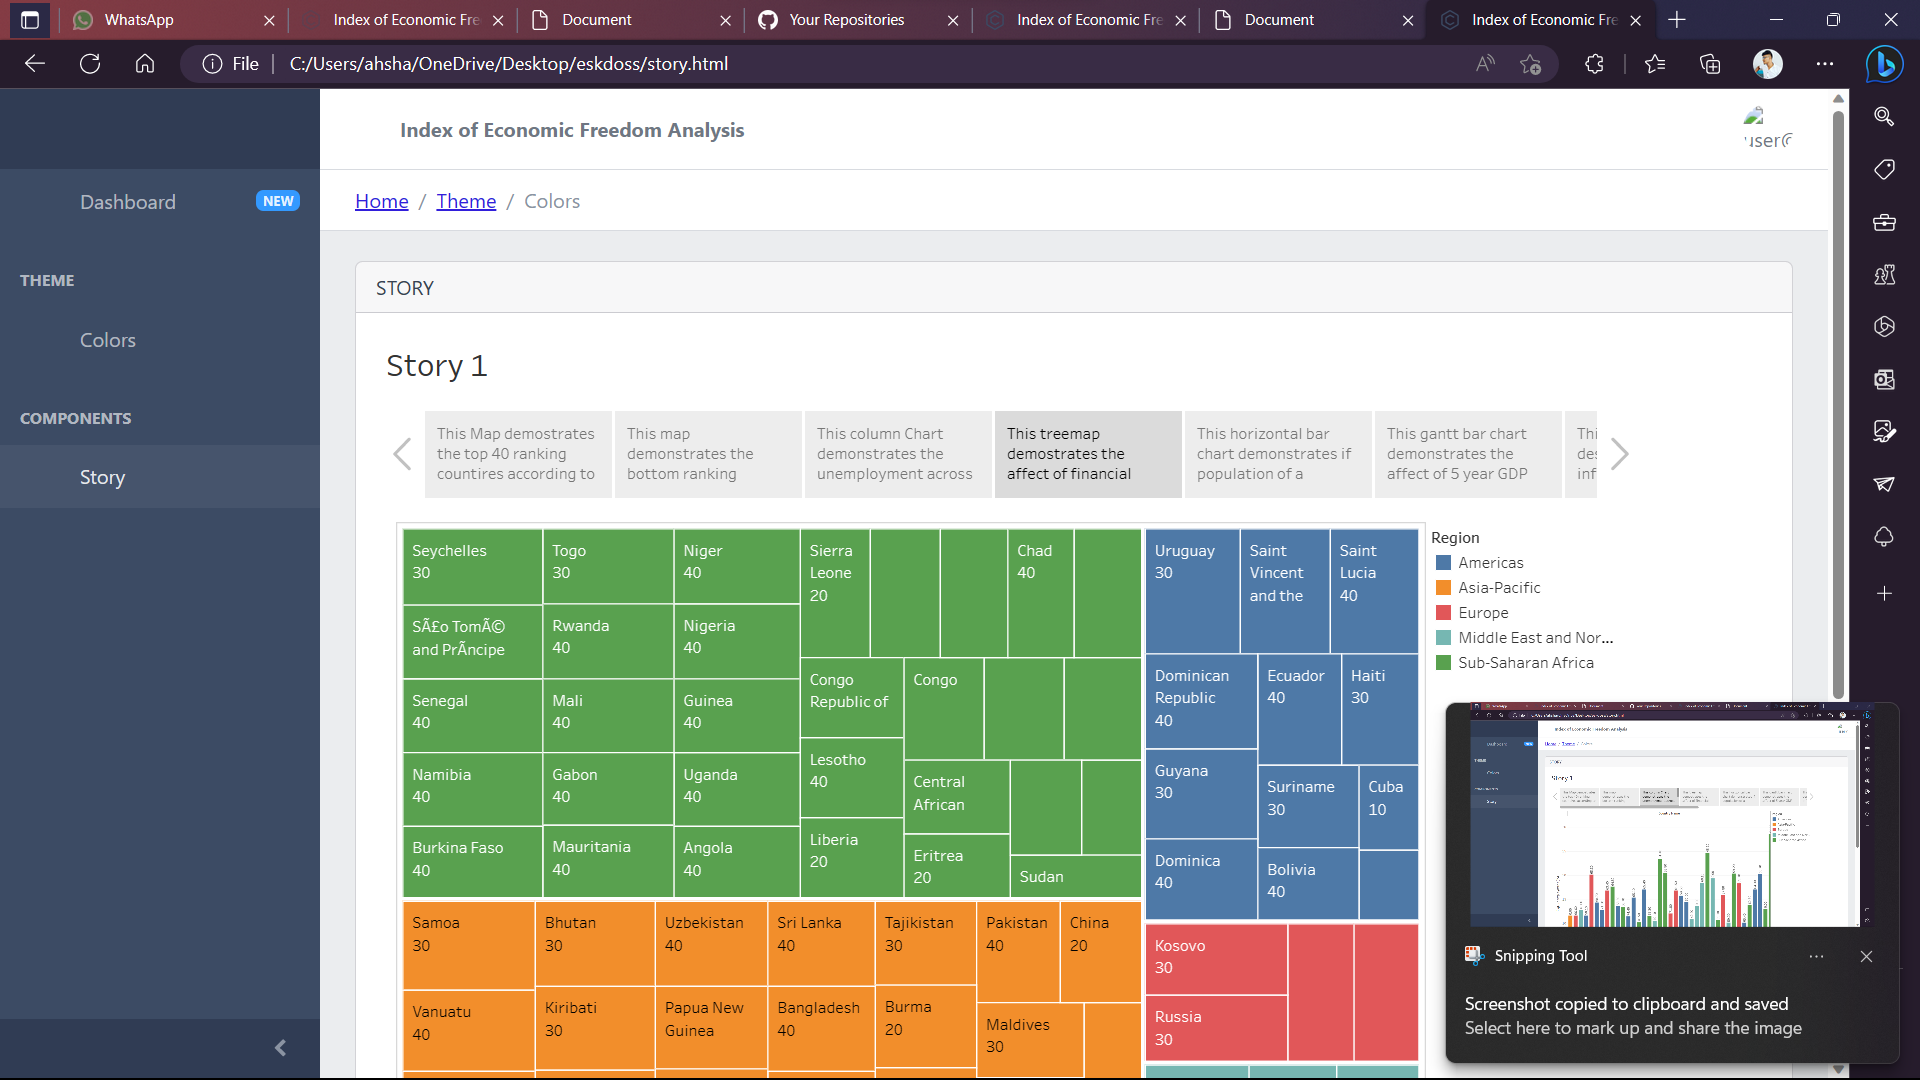 WhatsApp
Index of Economic Fre
Document
Your Repositories
Index of Economic Fre
Document
Index of Economic Fre
File
C:/Users/ahsha/OneDrive/Desktop/eskdoss/story.html
Index of Economic Freedom Analysis
user@
Dashboard
NEW
Home / Theme / Colors
THEME
Colors
COMPONENTS
Story
STORY
Story 1
This Map demostrates
the top 40 ranking
countires according to
This map
demonstrates the
bottom ranking
This column Chart
demonstrates the
unemployment across
This treemap
demostrates the
affect of financial
This horizontal bar
chart demonstrates if
population of a
This gantt bar chart
demonstrates the
affect of 5 year GDP
Thi
des
inf
Seychelles
30
Togo
30
Niger
40
Sierra
Leone
20
Chad
40
SÃ£o TomÃ©
and PrÃncipe
Rwanda
40
Nigeria
40
Congo
Republic of
Congo
Senegal
40
Mali
40
Guinea
40
Lesotho
40
Central
African
Namibia
40
Gabon
40
Uganda
40
Liberia
20
Eritrea
20
Sudan
Burkina Faso
40
Mauritania
40
Angola
40
Uruguay
30
Saint
Vincent
and the
Saint
Lucia
40
Dominican
Republic
40
Ecuador
40
Haiti
30
Guyana
30
Suriname
30
Cuba
10
Dominica
40
Bolivia
40
Samoa
30
Bhutan
30
Uzbekistan
40
Sri Lanka
40
Tajikistan
30
Pakistan
40
China
20
Vanuatu
40
Kiribati
30
Papua New
Guinea
Bangladesh
40
Burma
20
Maldives
30
Kosovo
30
Russia
30
Region
Americas
Asia-Pacific
Europe
Middle East and Nor...
Sub-Saharan Africa
Index of Economic Freedom Analysis
Story 1
Snipping Tool
Screenshot copied to clipboard and saved
Select here to mark up and share the image